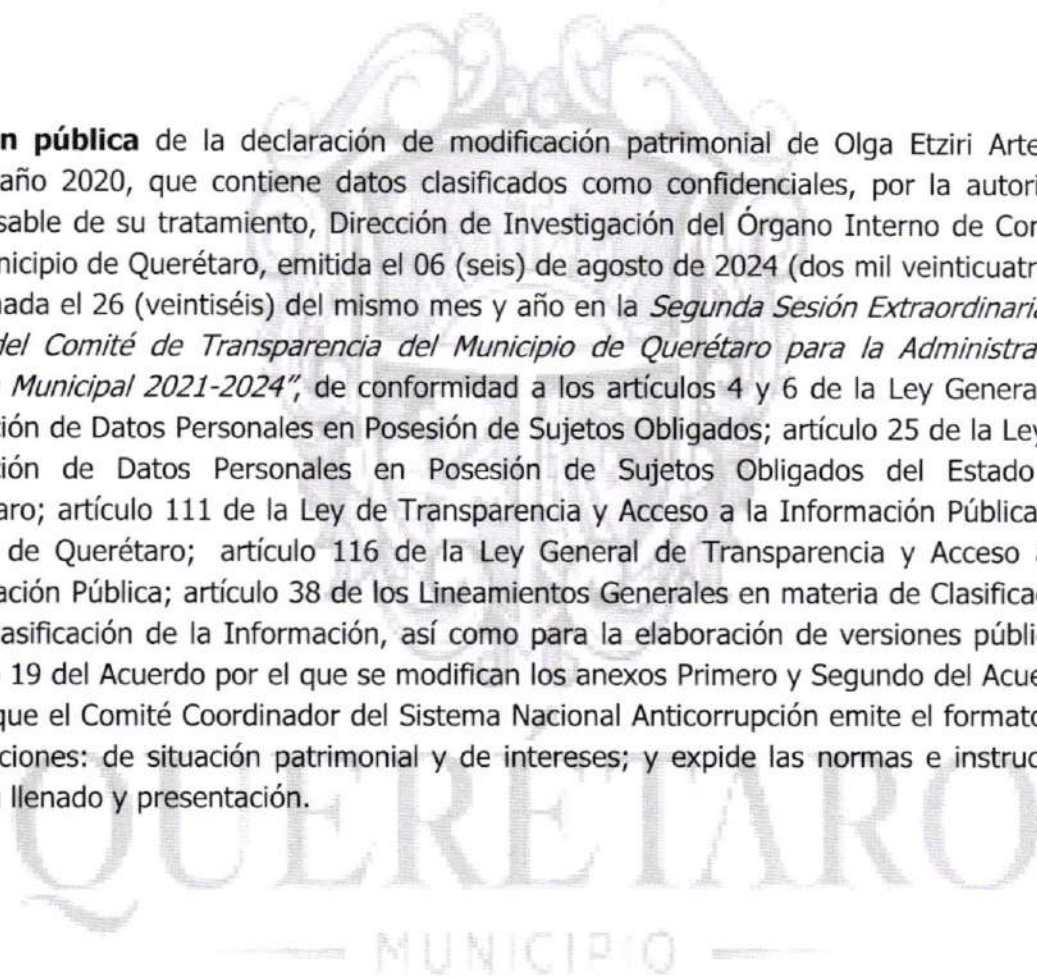 n pública de la declaración de modificación patrimonial de Olga Etziri Arte
año 2020, que contiene datos clasificados como confidenciales, por la autori
sable de su tratamiento, Dirección de Investigación del Órgano Interno de Con
nicipio de Querétaro, emitida el 06 (seis) de agosto de 2024 (dos mil veinticuatr
nada el 26 (veintiséis) del mismo mes y año en la Segunda Sesión Extraordinaria
del Comité de Transparencia del Municipio de Querétaro para la Administra
Municipal 2021-2024", de conformidad a los artículos 4 y 6 de la Ley Genera
ción de Datos Personales en Posesión de Sujetos Obligados; artículo 25 de la Ley
ción de Datos Personales en Posesión de Sujetos Obligados del Estado
aro; artículo 111 de la Ley de Transparencia y Acceso a la Información Pública
de Querétaro; artículo 116 de la Ley General de Transparencia y Acceso
ación Pública; artículo 38 de los Lineamientos Generales en materia de Clasifica
lasificación de la Información, así como para la elaboración de versiones públi
19 del Acuerdo por el que se modifican los anexos Primero y Segundo del Acue
que el Comité Coordinador del Sistema Nacional Anticorrupción emite el formato
ciones: de situación patrimonial y de intereses; y expide las normas e instruc
llenado y presentación.
QUERÉTARO
MUNICIPIO